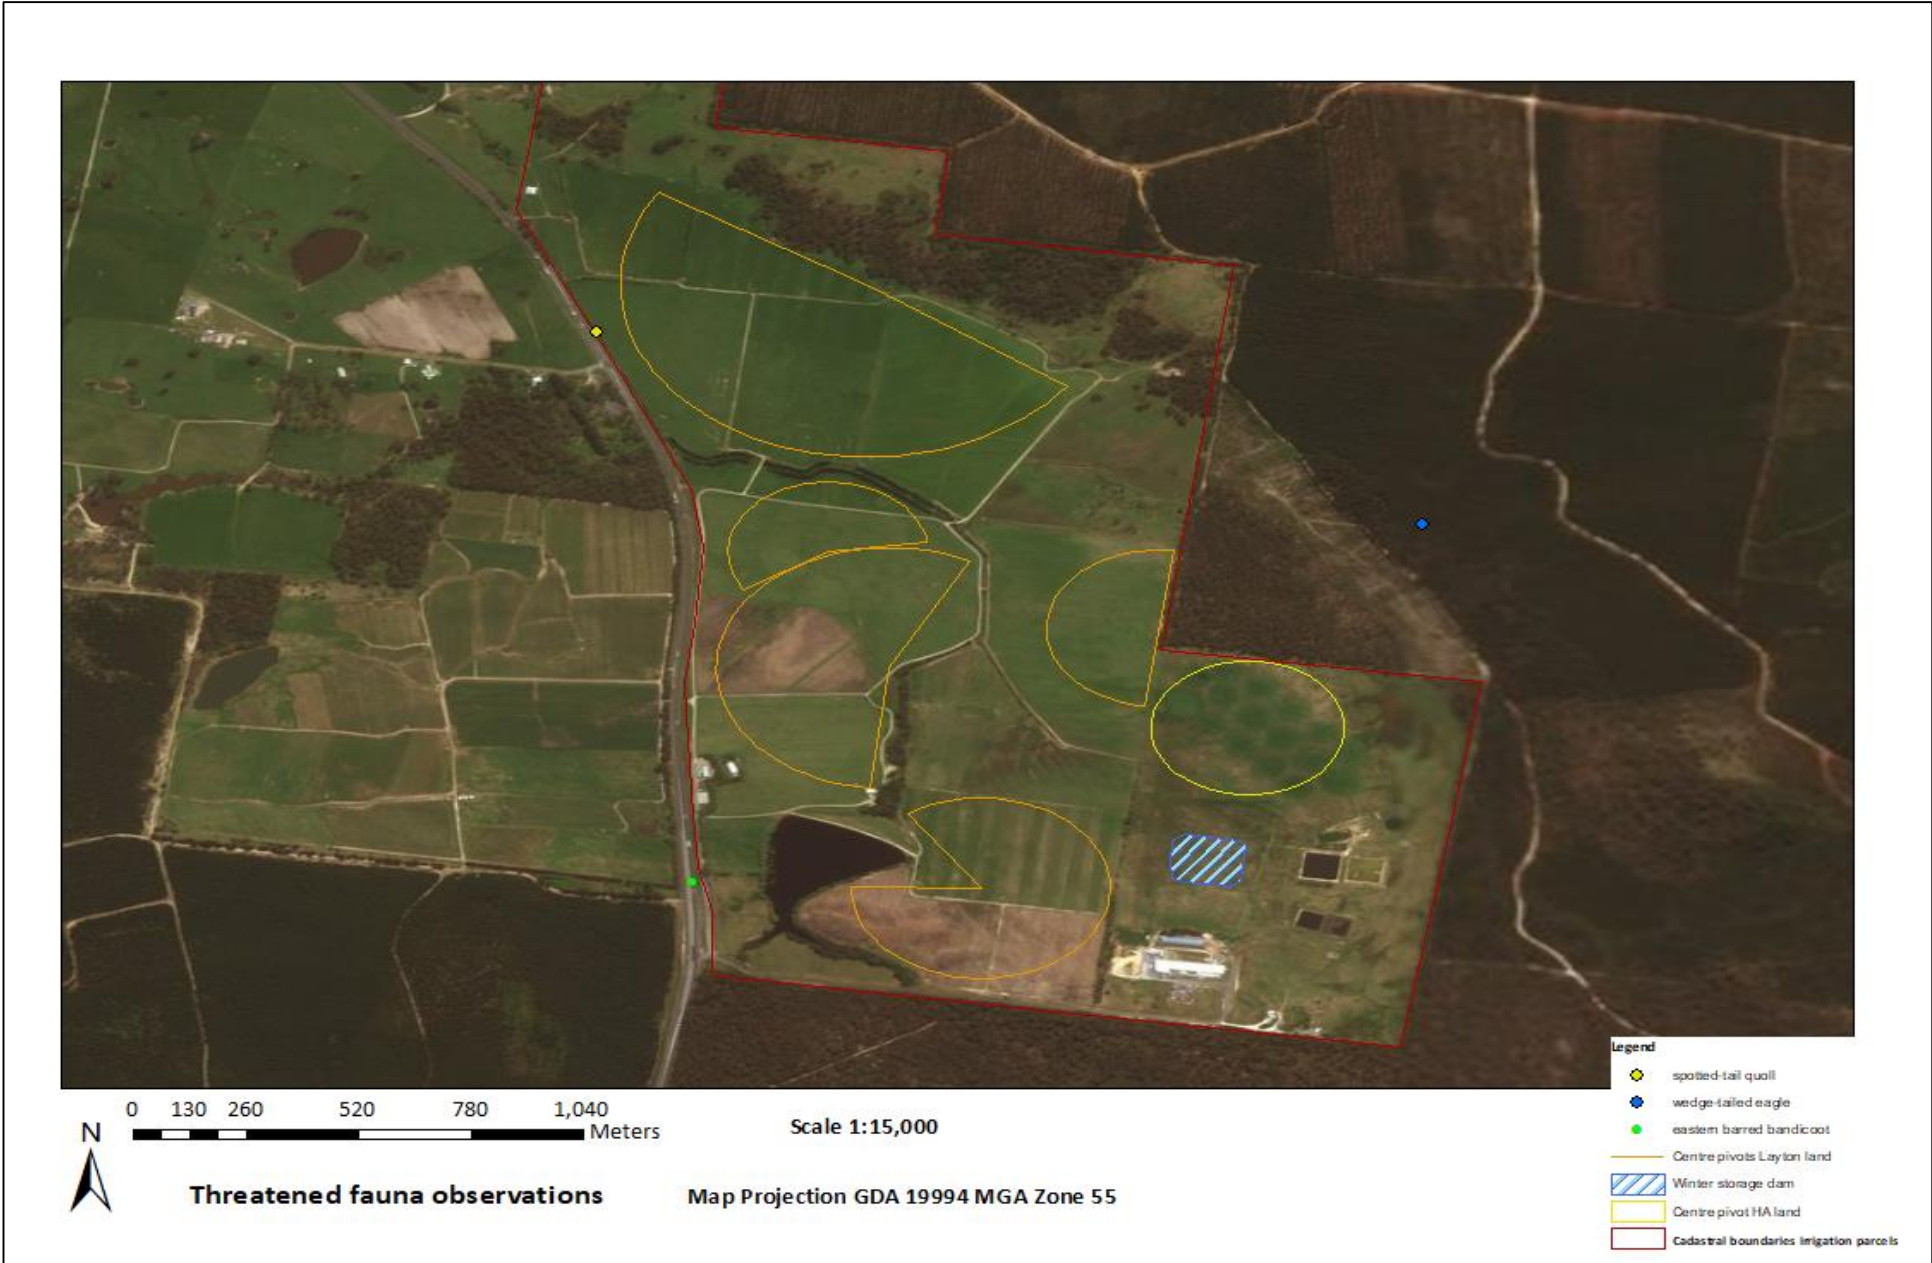 0 130 260 520 780 1,040
Meters
N
Scale 1:15,000
Threatened fauna observations
Map Projection GDA 19994 MGA Zone 55
Legend
spotted-tail quoll
wedge-tailed eagle
eastern barred bandicoot
Centre pivots Layton land
Winter storage dam
Centre pivot HA land
Cadastral boundaries irrigation parcels